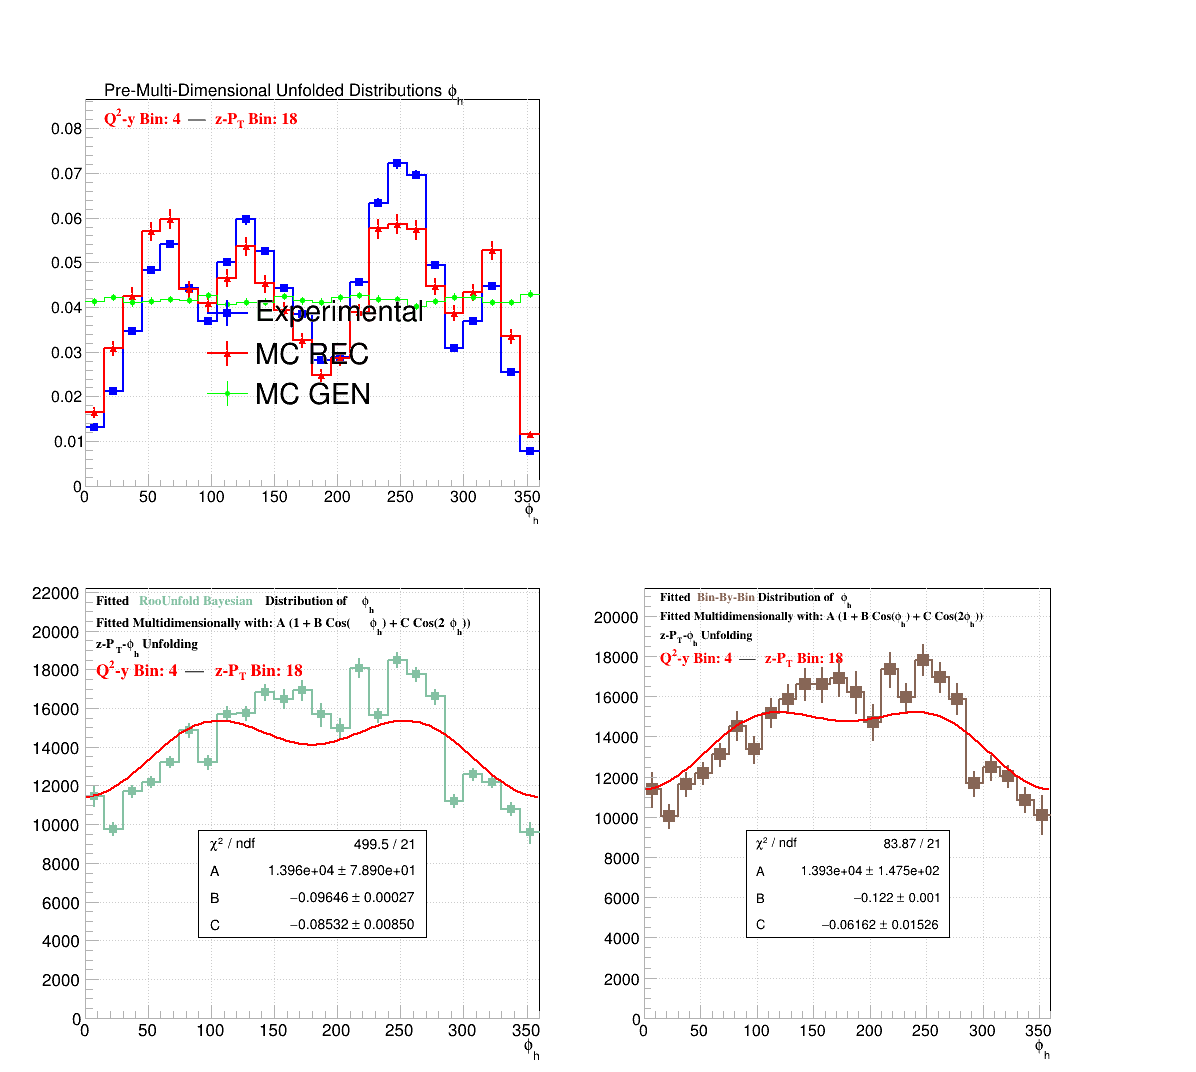 Pre-Multi-Dimensional Unfolded Distributions ϕh
Q2-y Bin: 4 — z-PT Bin: 18
0.08
0.07
0.06
0.05
0.04
0.03
0.02
0.01
0
Experimental
MC REC
MC GEN
0 50 100 150 200 250 300 350
ϕh
Fitted RooUnfold Bayesian Distribution of ϕh
Fitted Multidimensionally with: A (1 + B Cos( ϕh) + C Cos(2 ϕh))
z-PT-ϕh Unfolding
Q2-y Bin: 4 — z-PT Bin: 18
22000
20000
18000
16000
14000
12000
10000
8000
6000
4000
2000
0
χ2 / ndf 499.5 / 21
A 1.396e+04 ± 7.890e+01
B −0.09646 ± 0.00027
C −0.08532 ± 0.00850
0 50 100 150 200 250 300 350
ϕh
Fitted Bin-By-Bin Distribution of ϕh
Fitted Multidimensionally with: A (1 + B Cos(ϕh) + C Cos(2ϕh))
z-PT-ϕh Unfolding
Q2-y Bin: 4 — z-PT Bin: 18
20000
18000
16000
14000
12000
10000
8000
6000
4000
2000
0
χ2 / ndf 83.87 / 21
A 1.393e+04 ± 1.475e+02
B −0.122 ± 0.001
C −0.06162 ± 0.01526
0 50 100 150 200 250 300 350
ϕh